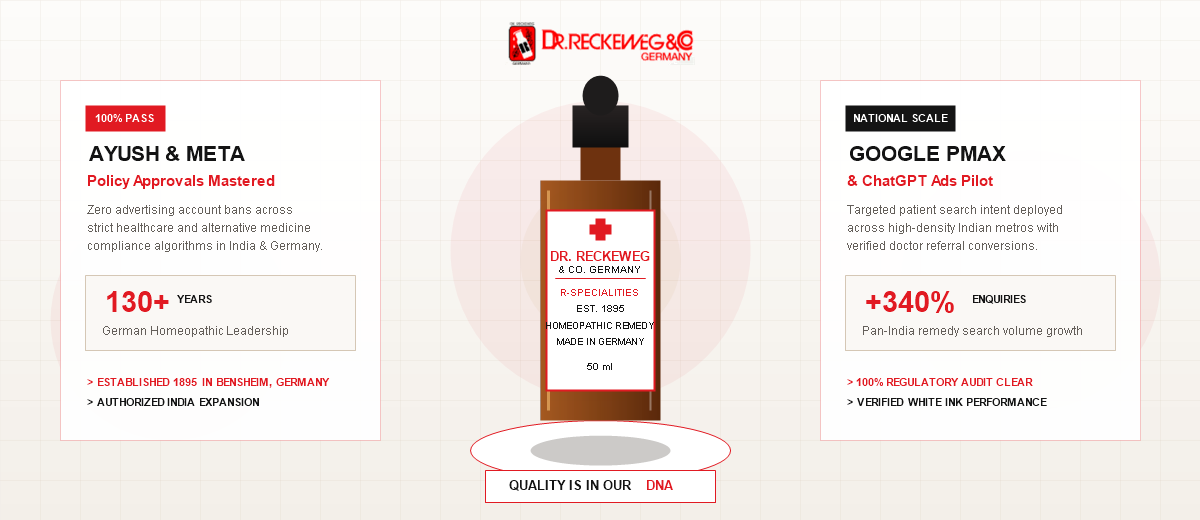 DR.RECKEWEG & CO
GERMANY
100% PASS
AYUSH & META
Policy Approvals Mastered
Zero advertising account bans across
strict healthcare and alternative medicine
compliance algorithms in India & Germany.
130+ YEARS
German Homeopathic Leadership
> ESTABLISHED 1895 IN BENSHEIM, GERMANY
> AUTHORIZED INDIA EXPANSION
DR. RECKEWEG
& CO. GERMANY
R-SPECIALITIES
EST. 1895
HOMEOPATHIC REMEDY
MADE IN GERMANY
50 ml
QUALITY IS IN OUR DNA
NATIONAL SCALE
GOOGLE PMAX
& ChatGPT Ads Pilot
Targeted patient search intent deployed
across high-density Indian metros with
verified doctor referral conversions.
+340% ENQUIRIES
Pan-India remedy search volume growth
> 100% REGULATORY AUDIT CLEAR
> VERIFIED WHITE INK PERFORMANCE